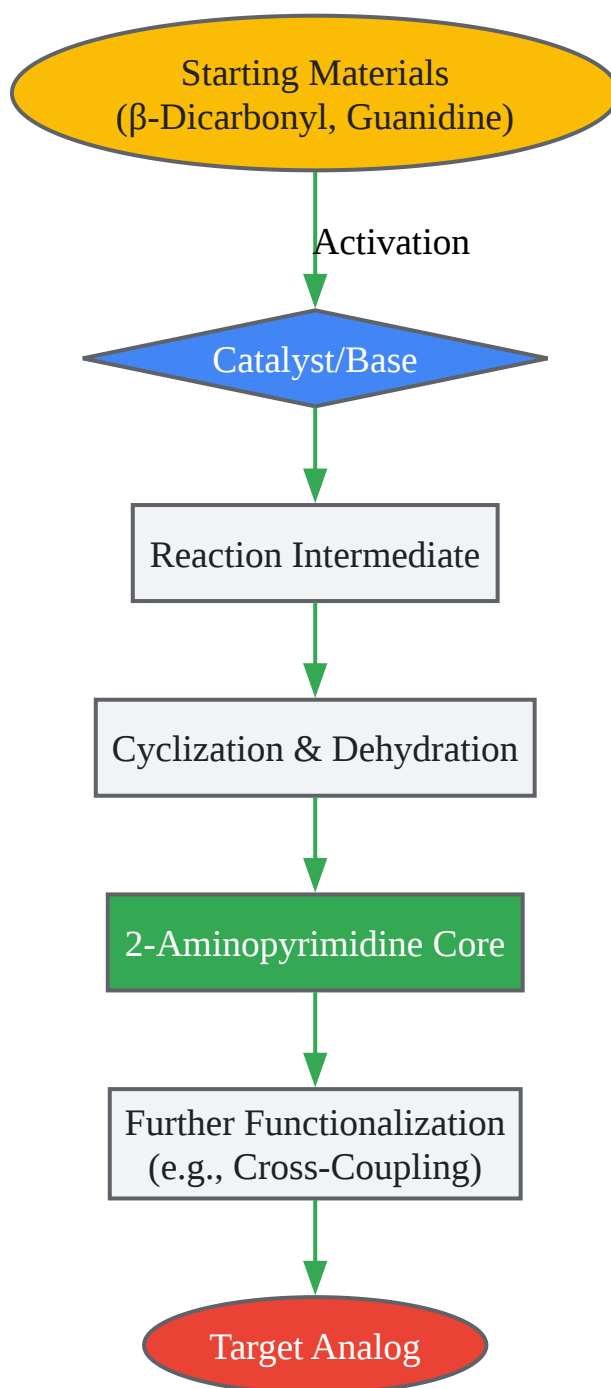 Starting Materials
(β-Dicarbonyl, Guanidine)
Activation
Catalyst/Base
Reaction Intermediate
Cyclization & Dehydration
2-Aminopyrimidine Core
Further Functionalization
(e.g., Cross-Coupling)
Target Analog